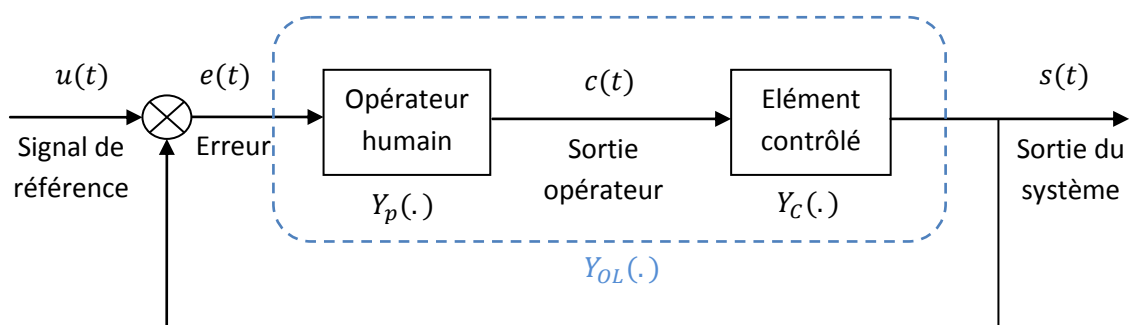 u(t)
e(t)
Opérateur
humain
c(t)
Elément
contrôlé
s(t)
Signal de
référence
Erreur
Sortie
opérateur
Sortie du
système
Y_p(.)
Y_C(.)
Y_OL(.)